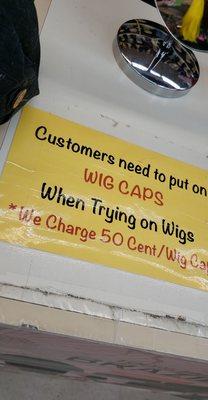 Customers need to put on
WIG CAPS
When Trying on Wigs
* We Charge 50 Cent/Wig Cap